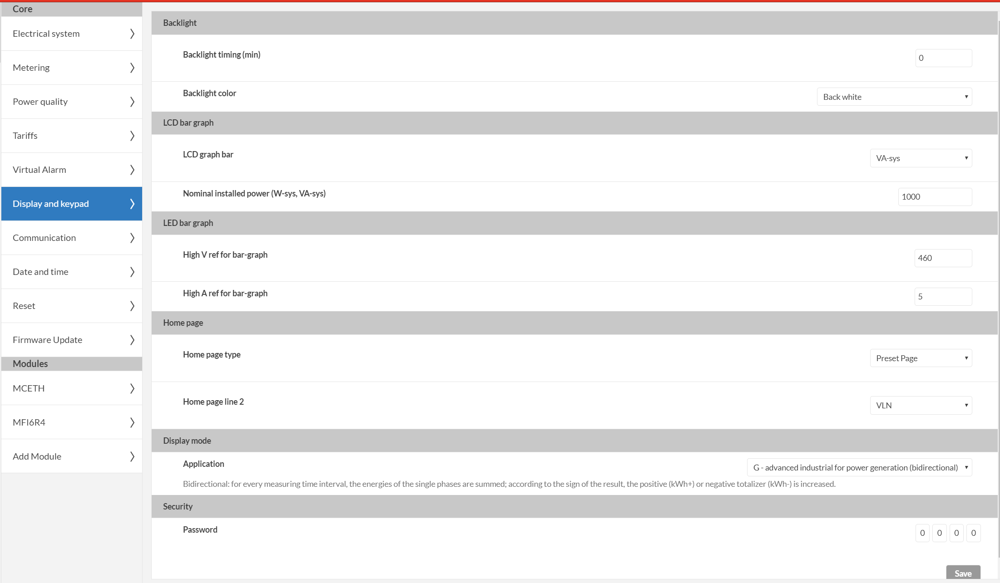 Core
Electrical system
Metering
Power quality
Tariffs
Virtual Alarm
Display and keypad
Communication
Date and time
Reset
Firmware Update
Modules
MCETH
MFI6R4
Add Module
Backlight
Backlight timing (min)
0
Backlight color
Back white
LCD bar graph
LCD graph bar
VA-sys
Nominal installed power (W-sys, VA-sys)
1000
LED bar graph
High V ref for bar-graph
460
High A ref for bar-graph
5
Home page
Home page type
Preset Page
Home page line 2
VLN
Display mode
Application
G - advanced industrial for power generation (bidirectional)
Bidirectional: for every measuring time interval, the energies of the single phases are summed; according to the sign of the result, the positive (kWh+) or negative totalizer (kWh-) is increased.
Security
Password
0 0 0 0
Save